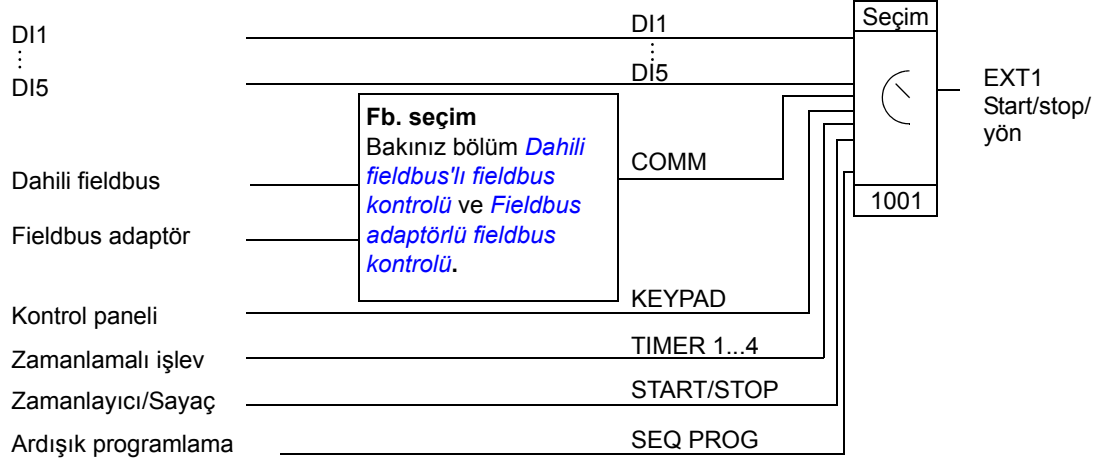 DI1
DI5
Dahili fieldbus
Fieldbus adaptör
Kontrol paneli
Zamanlamalı işlev
Zamanlayıcı/Sayaç
Ardışık programlama
Fb. seçim
Bakınız bölüm Dahili
fieldbus'lı fieldbus
kontrolü ve Fieldbus
adaptörlü fieldbus
kontrolü.
DI1
DI5
COMM
KEYPAD
TIMER 1...4
START/STOP
SEQ PROG
Seçim
1001
EXT1
Start/stop/
yön